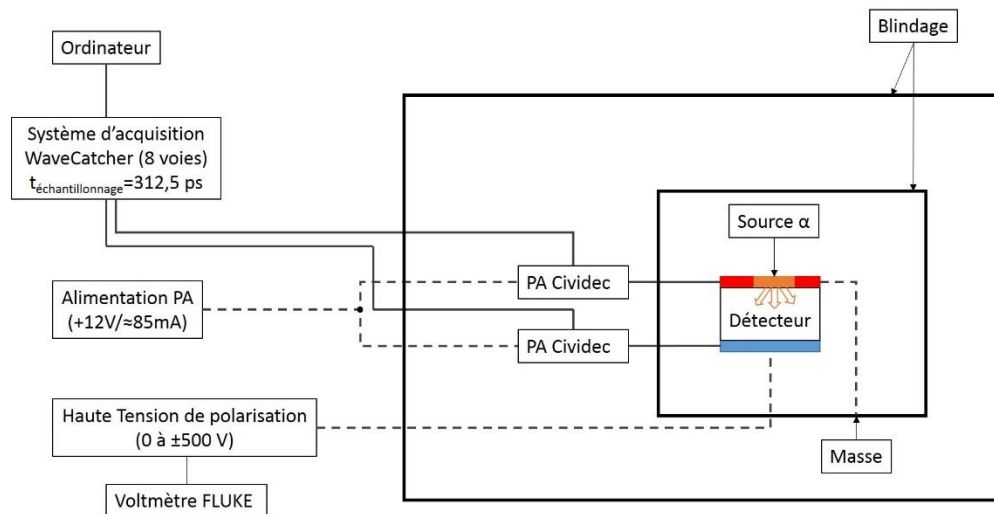 Ordinateur
Système d'acquisition
WaveCatcher (8 voies)
téchantillonnage=312,5 ps
Alimentation PA
(+12V/≈85mA)
Haute Tension de polarisation
(0 à ±500 V)
Voltmètre FLUKE
Blindage
Source α
PA Cividec
Détecteur
PA Cividec
Masse